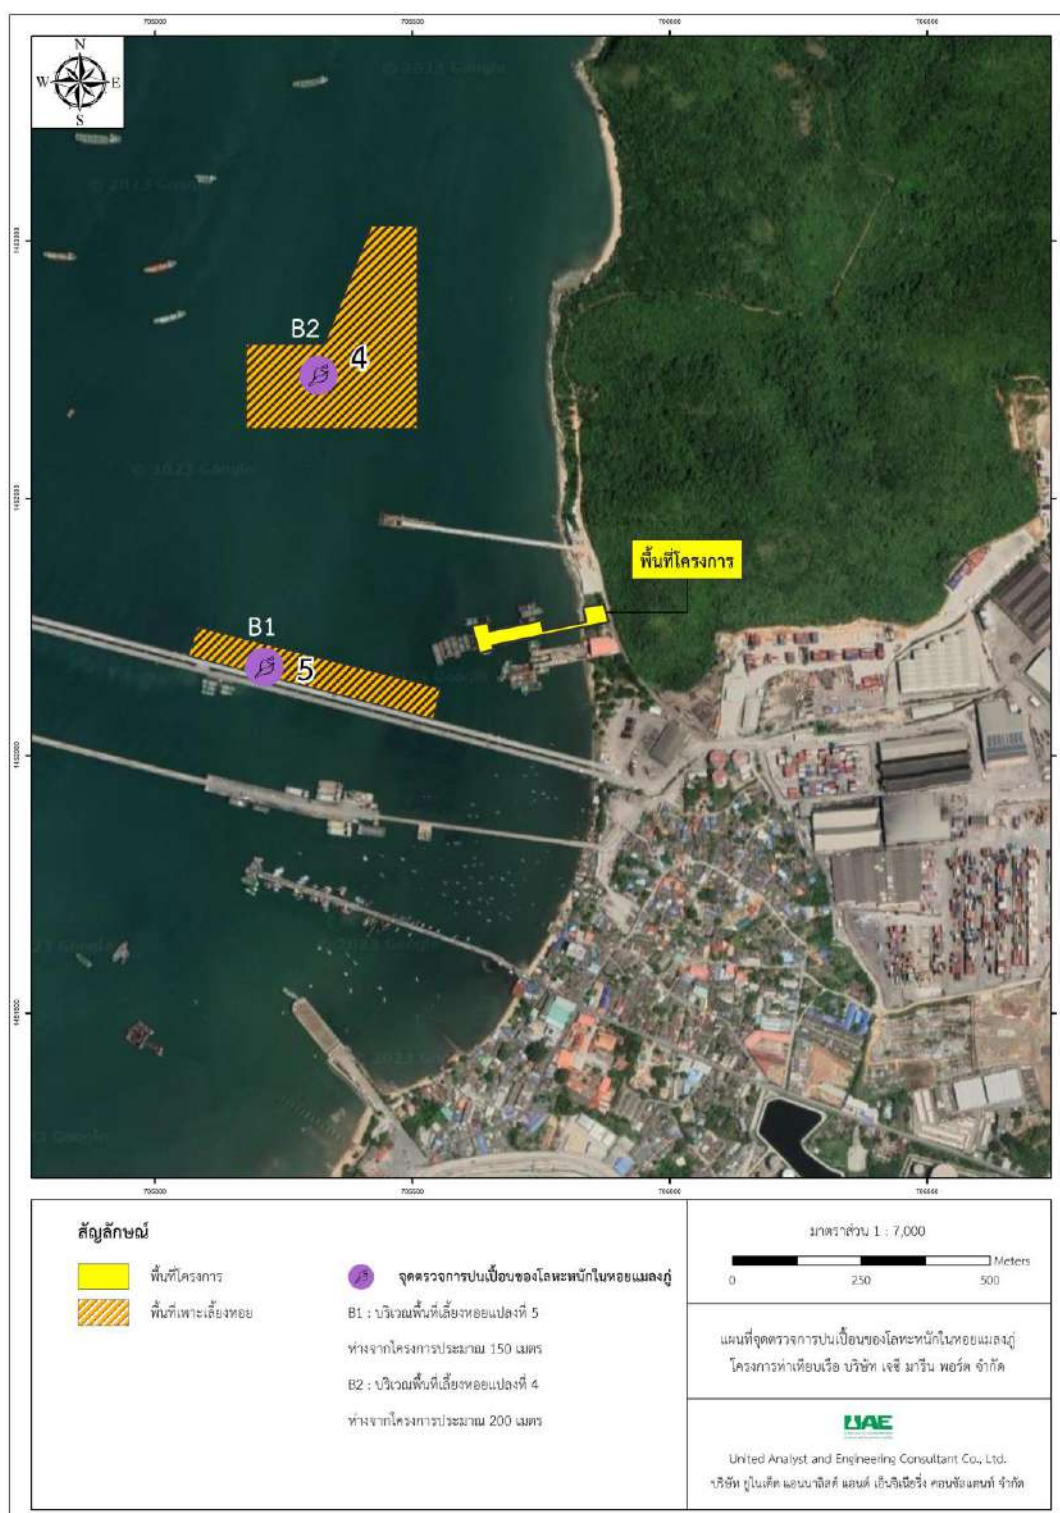 705000 705500 706000 706500
N
W E
S
© 2023 Google
© 2023 Google
B2
4
© 2023 Google
พื้นที่โครงการ
B1
5
© 2023 Google
705000 705500 706000 706500
สัญลักษณ์
พื้นที่โครงการ
พื้นที่เพาะเลี้ยงหอย
จุดตรวจการปนเปื้อนของโลหะหนักในหอยแมลงภู่
B1 : บริเวณพื้นที่เลี้ยงหอยแปลงที่ 5
ห่างจากโครงการประมาณ 150 เมตร
B2 : บริเวณพื้นที่เลี้ยงหอยแปลงที่ 4
ห่างจากโครงการประมาณ 200 เมตร
มาตราส่วน 1 : 7,000
Meters
0 250 500
แผนที่จุดตรวจการปนเปื้อนของโลหะหนักในหอยแมลงภู่
โครงการท่าเทียบเรือ บริษัท เจซี มารีน พอร์ต จำกัด
UAE
United Analyst and Engineering Consultant Co., Ltd.
บริษัท ยูไนเต็ด แอนนาลิสต์ แอนด์ เอ็นจิเนียริ่ง คอนซัลแตนท์ จำกัด